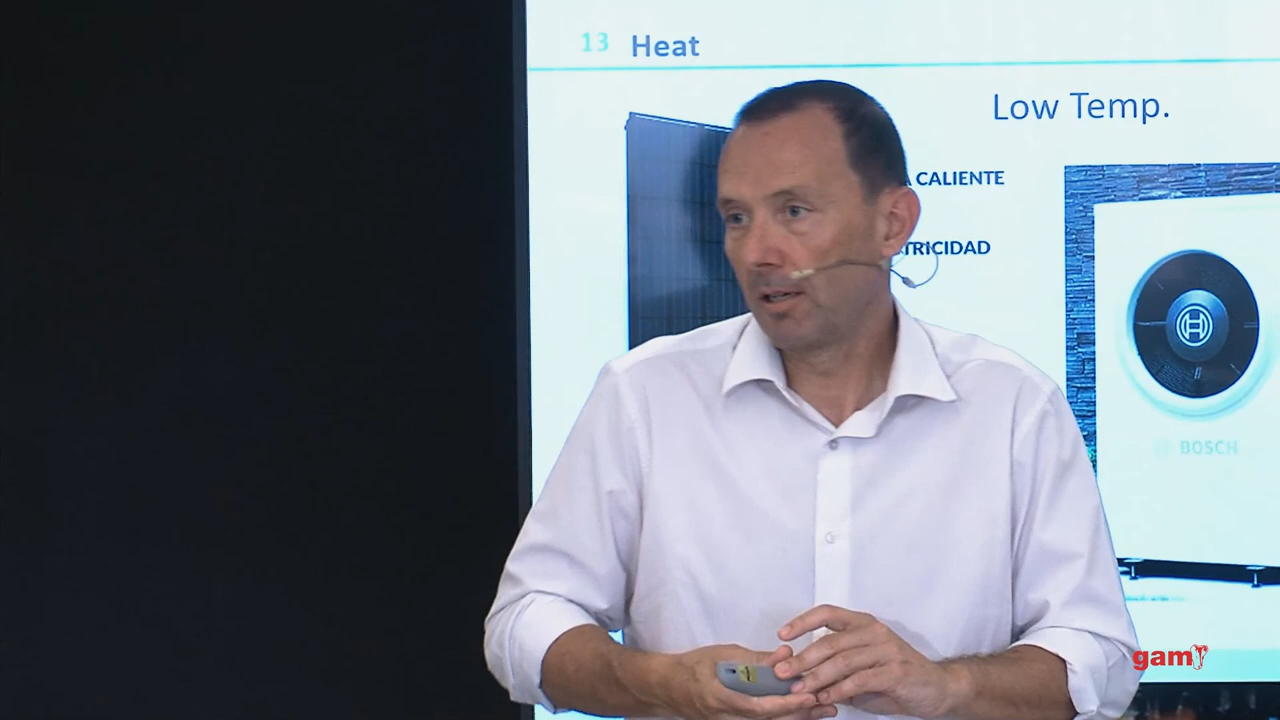 13 Heat
Low Temp.
A CALIENTE
TRICIDAD
BOSCH
gam